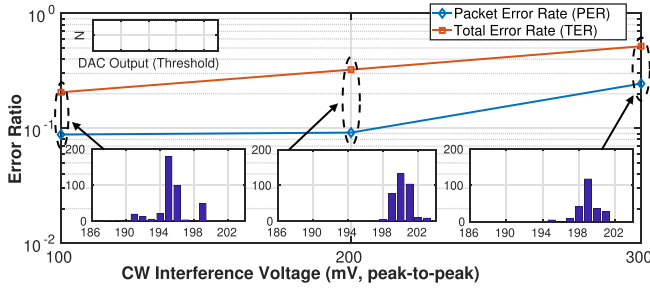 10^0
Packet Error Rate (PER)
Total Error Rate (TER)
N
DAC Output (Threshold)
Error Ratio
10^-1
200
100
0
186 190 194 198 202
200
100
0
186 190 194 198 202
200
100
0
186 190 194 198 202
10^-2
100 200 300
CW Interference Voltage (mV, peak-to-peak)